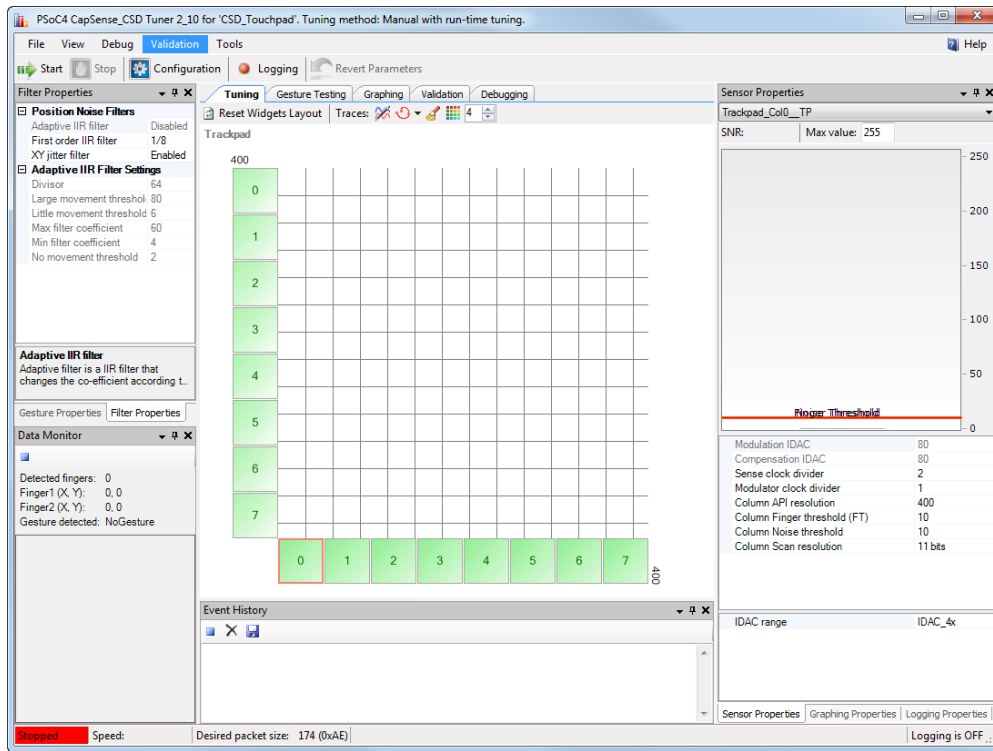 PSoC4 CapSense_CSD Tuner 2_10 for 'CSD_Touchpad'. Tuning method: Manual with run-time tuning.
File View Debug Validation Tools Help
Start Stop Configuration Logging Revert Parameters
Filter Properties
Position Noise Filters
Adaptive IIR filter Disabled
First order IIR filter 1/8
XY jitter filter Enabled
Adaptive IIR Filter Settings
Divisor 64
Large movement threshol 80
Little movement threshold 6
Max filter coefficient 60
Min filter coefficient 4
No movement threshold 2
Adaptive IIR filter
Adaptive filter is a IIR filter that
changes the co-efficient according t...
Gesture Properties Filter Properties
Data Monitor
Detected fingers: 0
Finger1 (X, Y): 0, 0
Finger2 (X, Y): 0, 0
Gesture detected: NoGesture
Tuning Gesture Testing Graphing Validation Debugging
Reset Widgets Layout Traces: 4
Trackpad
400
0
1
2
3
4
5
6
7
0 1 2 3 4 5 6 7
400
Event History
Sensor Properties
Trackpad_Col0__TP
SNR: Max value: 255
250
200
150
100
50
0
Finger Threshold
Modulation IDAC 80
Compensation IDAC 80
Sense clock divider 2
Modulator clock divider 1
Column API resolution 400
Column Finger threshold (FT) 10
Column Noise threshold 10
Column Scan resolution 11 bits
IDAC range IDAC_4x
Sensor Properties Graphing Properties Logging Properties
Stopped Speed: Desired packet size: 174 (0xAE) Logging is OFF